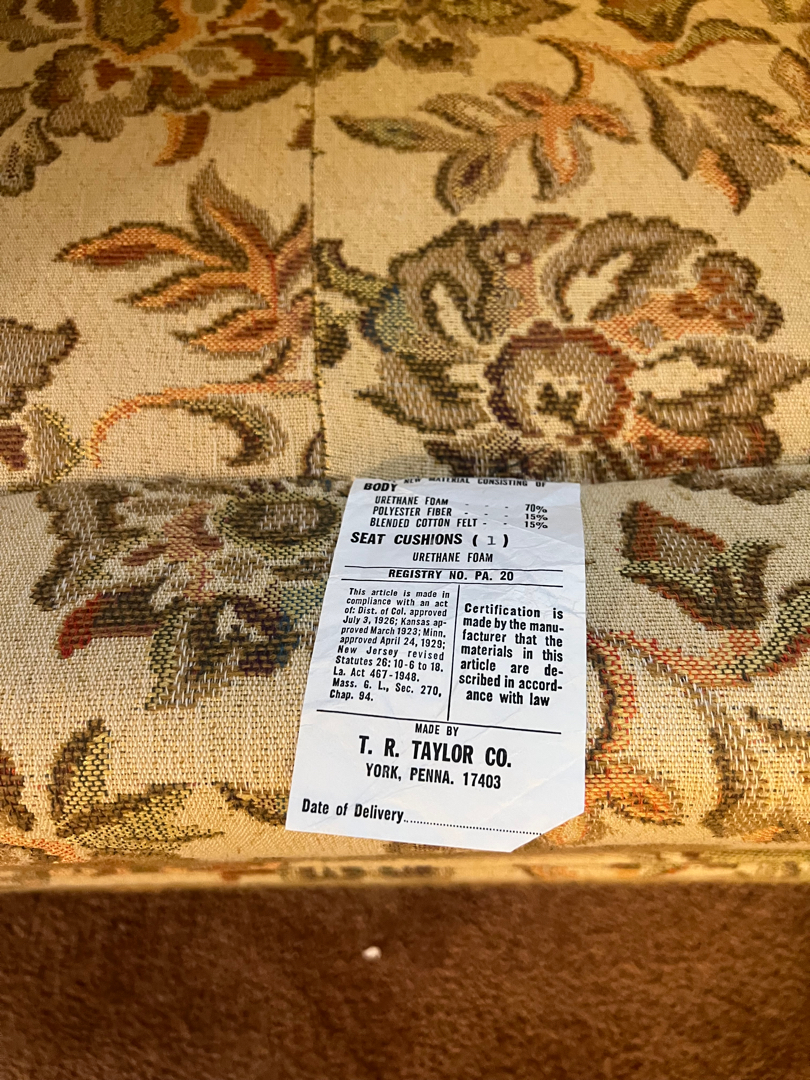 BODY NEW MATERIAL CONSISTING OF
URETHANE FOAM - - - 70%
POLYESTER FIBER - - - 15%
BLENDED COTTON FELT - - 15%
SEAT CUSHIONS ( 1 )
URETHANE FOAM
REGISTRY NO. PA. 20
This article is made in
compliance with an act
of: Dist. of Col. approved
July 3, 1926; Kansas ap-
proved March 1923; Minn.
approved April 24, 1929;
New Jersey revised
Statutes 26: 10-6 to 18.
La. Act 467-1948.
Mass. G. L., Sec. 270,
Chap. 94.
Certification is
made by the manu-
facturer that the
materials in this
article are de-
scribed in accord-
ance with law
MADE BY
T. R. TAYLOR CO.
YORK, PENNA. 17403
Date of Delivery